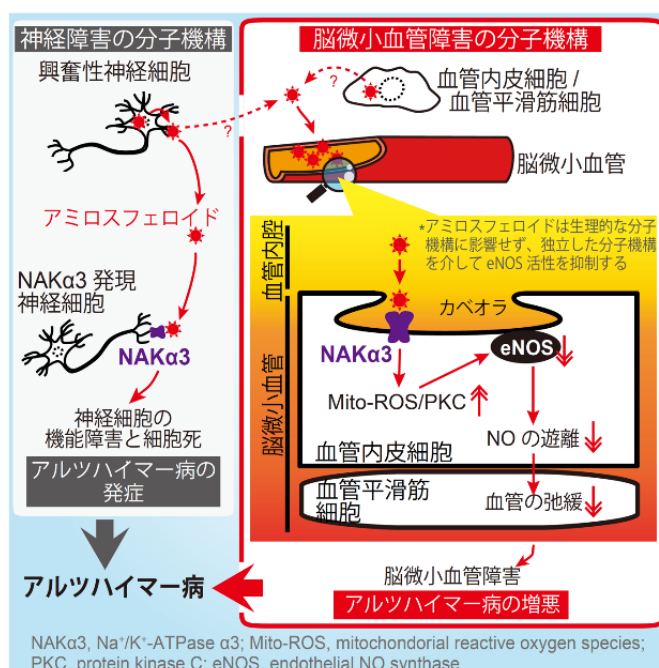 神経障害の分子機構
興奮性神経細胞
?
アミロスフェロイド
NAKα3 発現
神経細胞
NAKα3
神経細胞の
機能障害と細胞死
アルツハイマー病の
発症
アルツハイマー病
脳微小血管障害の分子機構
?
血管内皮細胞 /
血管平滑筋細胞
脳微小血管
*アミロスフェロイドは生理的な分子
機構に影響せず、独立した分子機構
を介して eNOS 活性を抑制する
血管内腔
脳微小血管
カベオラ
NAKα3
eNOS
Mito-ROS/PKC
NO の遊離
血管内皮細胞
血管平滑筋
細胞
血管の弛緩
脳微小血管障害
アルツハイマー病の増悪
NAKα3, Na⁺/K⁺-ATPase α3; Mito-ROS, mitochondorial reactive oxygen species;
PKC, protein kinase C; eNOS, endothelial NO synthase